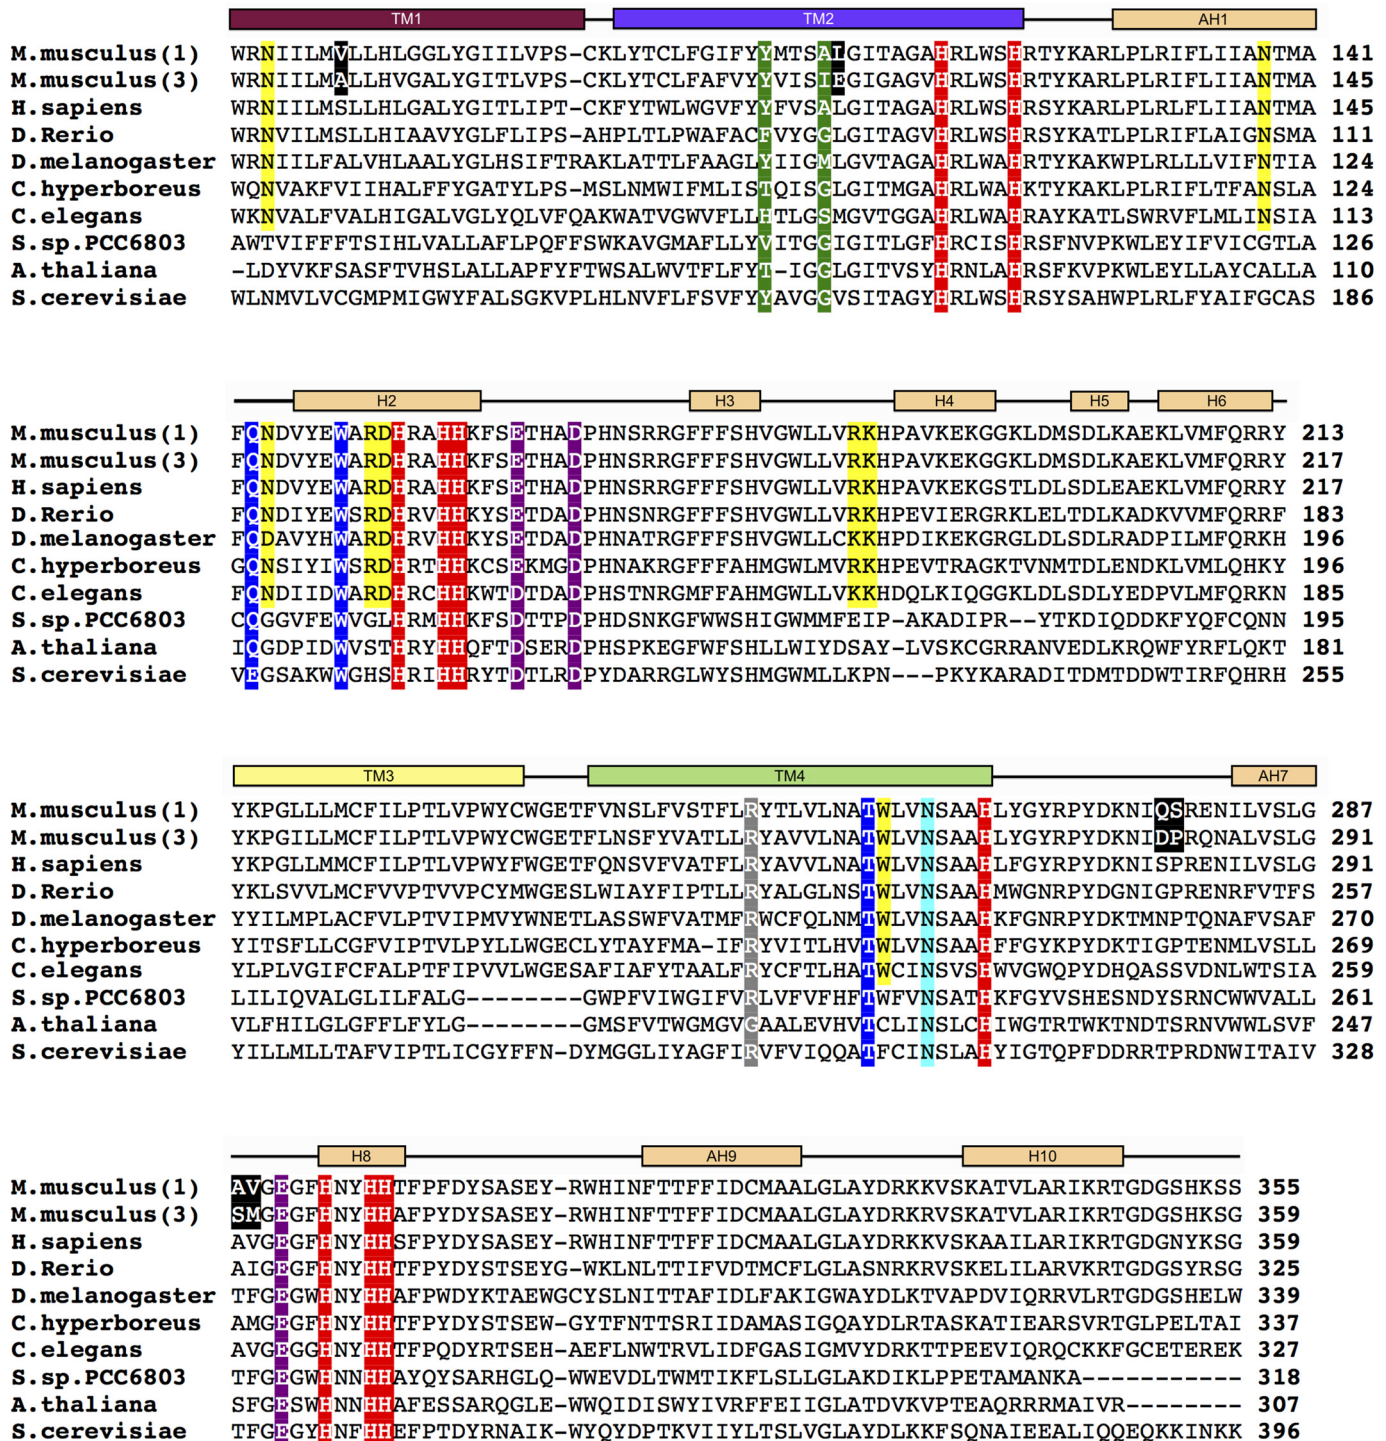 TM1 TM2 AH1
M.musculus(1) WRNIILMVLLHLGGLYGIILVPS-CKLYTCLFGIFYYMTSALGITAGAHRLWSHRTYKARLPLRIFLIIANTMA 141
M.musculus(3) WRNIILMALLHVGALYGIILVPS-CKLYTCLFAFVYYVISIEGIGAGVHRLWSHRTYKARLPLRIFLIIANTMA 145
H.sapiens WRNIILMSLLHLGALYGITLIPT-CKFYTWLWGVFYYFVSALGITAGAHRLWSHRSYKARLPLRLFLIIANTMA 145
D.Rerio WRNVILMSLLHIAAVYGLFLIPS-AHPLTLPWAFACFVYGGLGITAGVHRLWSHRSYKATLPLRIFLAIGNSMA 111
D.melanogaster WRNIILFALVHLAALYGLHSIFTRAKLATTLFAAGLYIIGMLGVTAGAHRLWAHRTYKAKWPLRLLLVIFNTIA 124
C.hyperboreus WQNVAKFVIIHALFFYGATYLPS-MSLNMWIFMLISTQISGLGITMGAHRLWAHKTYKAKLPLRIFLTFANSLA 124
C.elegans WKNVALFVALHIGALVGLYQLVFQAKWATVGWVFLLHTLGSMGVTGGAHRLWAHRAYKATLSWRVFLMLINSIA 113
S.sp.PCC6803 AWTVIFFFTSIHLVALLAFLPQFFSWKAVGMAFLLYVITGGIGITLGFHRCISHRSFNVPKWLEYIFVICGTLA 126
A.thaliana -LDYVKFSASFTVHSLALLAPFYFTWSALWVTFLFYT-IGGLGITVSYHRNLAHRSFKVPKWLEYLLAYCALLA 110
S.cerevisiae WLNMVLVCGMPMIGWYFALSGKVPLHLNVFLFSVFYYAVGGVSITAGYHRLWSHRSYSAHWPLRLFYAIFGCAS 186
H2 H3 H4 H5 H6
M.musculus(1) FQNDVYEWARDHRAHHKFSETHADPHNSRRGFFFSHVGWLLVRKHPAVKEKGGKLDMSDLKAEKLVMFQRRY 213
M.musculus(3) FQNDVYEWARDHRAHHKFSETHADPHNSRRGFFFSHVGWLLVRKHPAVKEKGGKLDMSDLKAEKLVMFQRRY 217
H.sapiens FQNDVYEWARDHRAHHKFSETHADPHNSRRGFFFSHVGWLLVRKHPAVKEKGSTLDLSDLEAEKLVMFQRRY 217
D.Rerio FQNDIYEWSRDHRVHHKYSETDADPHNSRRGFFFSHVGWLLVRKHPEVIERGRKLELTDLKADKVVMFQRRF 183
D.melanogaster FQDAVYHWARDHRVHHKYSETDADPHNATRGFFFSHVGWLLCKKHPDIKEKGRGLDLSDLRADPILMFQRKH 196
C.hyperboreus GQNSIYIWSRDHRTHHKCSEKMGDPHNAKRGFFFAHMGWLMVRKHPEVTRAGKTVNMTDLENDKLVMLQHKY 196
C.elegans FQNDIIDWARDHRCHHKWTDTDADPHSTNRGMFFAHMGWLLVKKHDQLKIQGGKLDLSDLYEDPVLMFQRKN 185
S.sp.PCC6803 CQGGVFEWVGLHRMHHKFSDTTPDPHDSNKGFWWSHIGWMMFEIP-AKADIPR--YTKDIQDDKFYQFCQNN 195
A.thaliana IQGDPIDWVSTHRYHHQFTDSERDPHSPKEGFWFSHLLWIYDSAY-LVSKCGRRANVEDLKRQWFYRFLQKT 181
S.cerevisiae VEGSAKWWGHSHRIHHRYTDTLRDPYDARRGLWYSHMGWMLLKPN---PKYKARADITDMTDDWTIRFQHRH 255
TM3 TM4 AH7
M.musculus(1) YKPGLLLMCFILPTLVPWYCWGETFVNSLFVSTFLRYTLVLNATWLVNSAAHLYGYRPYDKNIQSRENILVSLG 287
M.musculus(3) YKPGILLMCFILPTLVPWYCWGETFLNSFYVSTLLRYAVVLNATWLVNSAAHLYGYRPYDKNIDPRQNALVSLG 291
H.sapiens YKPGLLMMCFILPTLVPWYFWGETFQNSVFVATFLRYAVVLNATWLVNSAAHLFGYRPYDKNISPRENILVSLG 291
D.Rerio YKLSVVLMCFVVPTVVPCYMWGESLWIAYFIPTLLRYALGLNSTWLVNSAAHMWGNRPYDGNIGPRENRFVTFS 257
D.melanogaster YYILMPLACFVLPTVIPMVYWNETLASSWFVATMFRWCFQLNMTWLVNSAAHKFGNRPYDKTMNPTQNAFVSAF 270
C.hyperboreus YITSFLLCGFVIPTVLPYLLWGECLYTAYFMA-IFRYVITLHVTWLVNSAAHFFGYKPYDKTIGPTENMLVSLL 269
C.elegans YLPLVGIFCFALPTFIPVVLWGESAFIAFYTAALFRYCFTLHATWCINSVSHWVGWQPYDHQASSVDNLWTSIA 259
S.sp.PCC6803 LILIQVALGLILFALG--------GWPFVIWGIFVRLVFVFHFTWFVNSATHKFGYVSHESNDYSRNCWWVALL 261
A.thaliana VLFHILGLGFFLFYLG--------GMSFVTWGMGVGAALEVHVTCLINSLCHIWGTRTWKTNDTSRNVWWLSVF 247
S.cerevisiae YILLMLLTAFVIPTLICGYFFN-DYMGGLIYAGFIRVFVIQQATFCINSLAHYIGTQPFDDRRTPRDNWITAIV 328
H8 AH9 H10
M.musculus(1) AVGEGFHNYHHTFPFDYSASEY-RWHINFTTFFIDCMAALGLAYDRKKVSKATVLARIKRTGDGSHKSS 355
M.musculus(3) SMGEGFHNYHHAFPYDYSASEY-RWHINFTTFFIDCMAALGLAYDRKRVSKATVLARIKRTGDGSHKSG 359
H.sapiens AVGEGFHNYHHSFPYDYSASEY-RWHINFTTFFIDCMAALGLAYDRKKVSKAAILARIKRTGDGNYKSG 359
D.Rerio AIGEGFHNYHHTFPYDYSTSEYG-WKLNLTTIFVDTMCFLGLASNRKRVSKELILARVKRTGDGSYRSG 325
D.melanogaster TFGEGWHNYHHAFPWDYKTAEWGCYSLNITTAFIDLFAKIGWAYDLKTVAPDVIQRRVLRTGDGSHELW 339
C.hyperboreus AMGEGFHNYHHTFPYDYSTSEW-GYTFNTTSRIIDAMASIGQAYDLRTASKATIEARSVRTGLPELTAI 337
C.elegans AVGEGGHNYHHTFPQDYRTSEH-AEFLNWTRVLIDFGASIGMVYDRKTTPEEVIQRQCKKFGCETEREK 327
S.sp.PCC6803 TFGEGWHNNHHAYQYSARHGLQ-WWEVDLTWMTIKFLSLLGLAKDIKLPPETAMANKA----------- 318
A.thaliana SFGESWHNNHHAFESSARQGLE-WWQIDISWYIVRFFEIIGLATDVKVPTEAQRRRMAIVR-------- 307
S.cerevisiae TFGEGYHNFHHEFPTDYRNAIK-WYQYDPTKVIIYLTSLVGLAYDLKKFSQNAIEEALIQQEQKKINKK 396